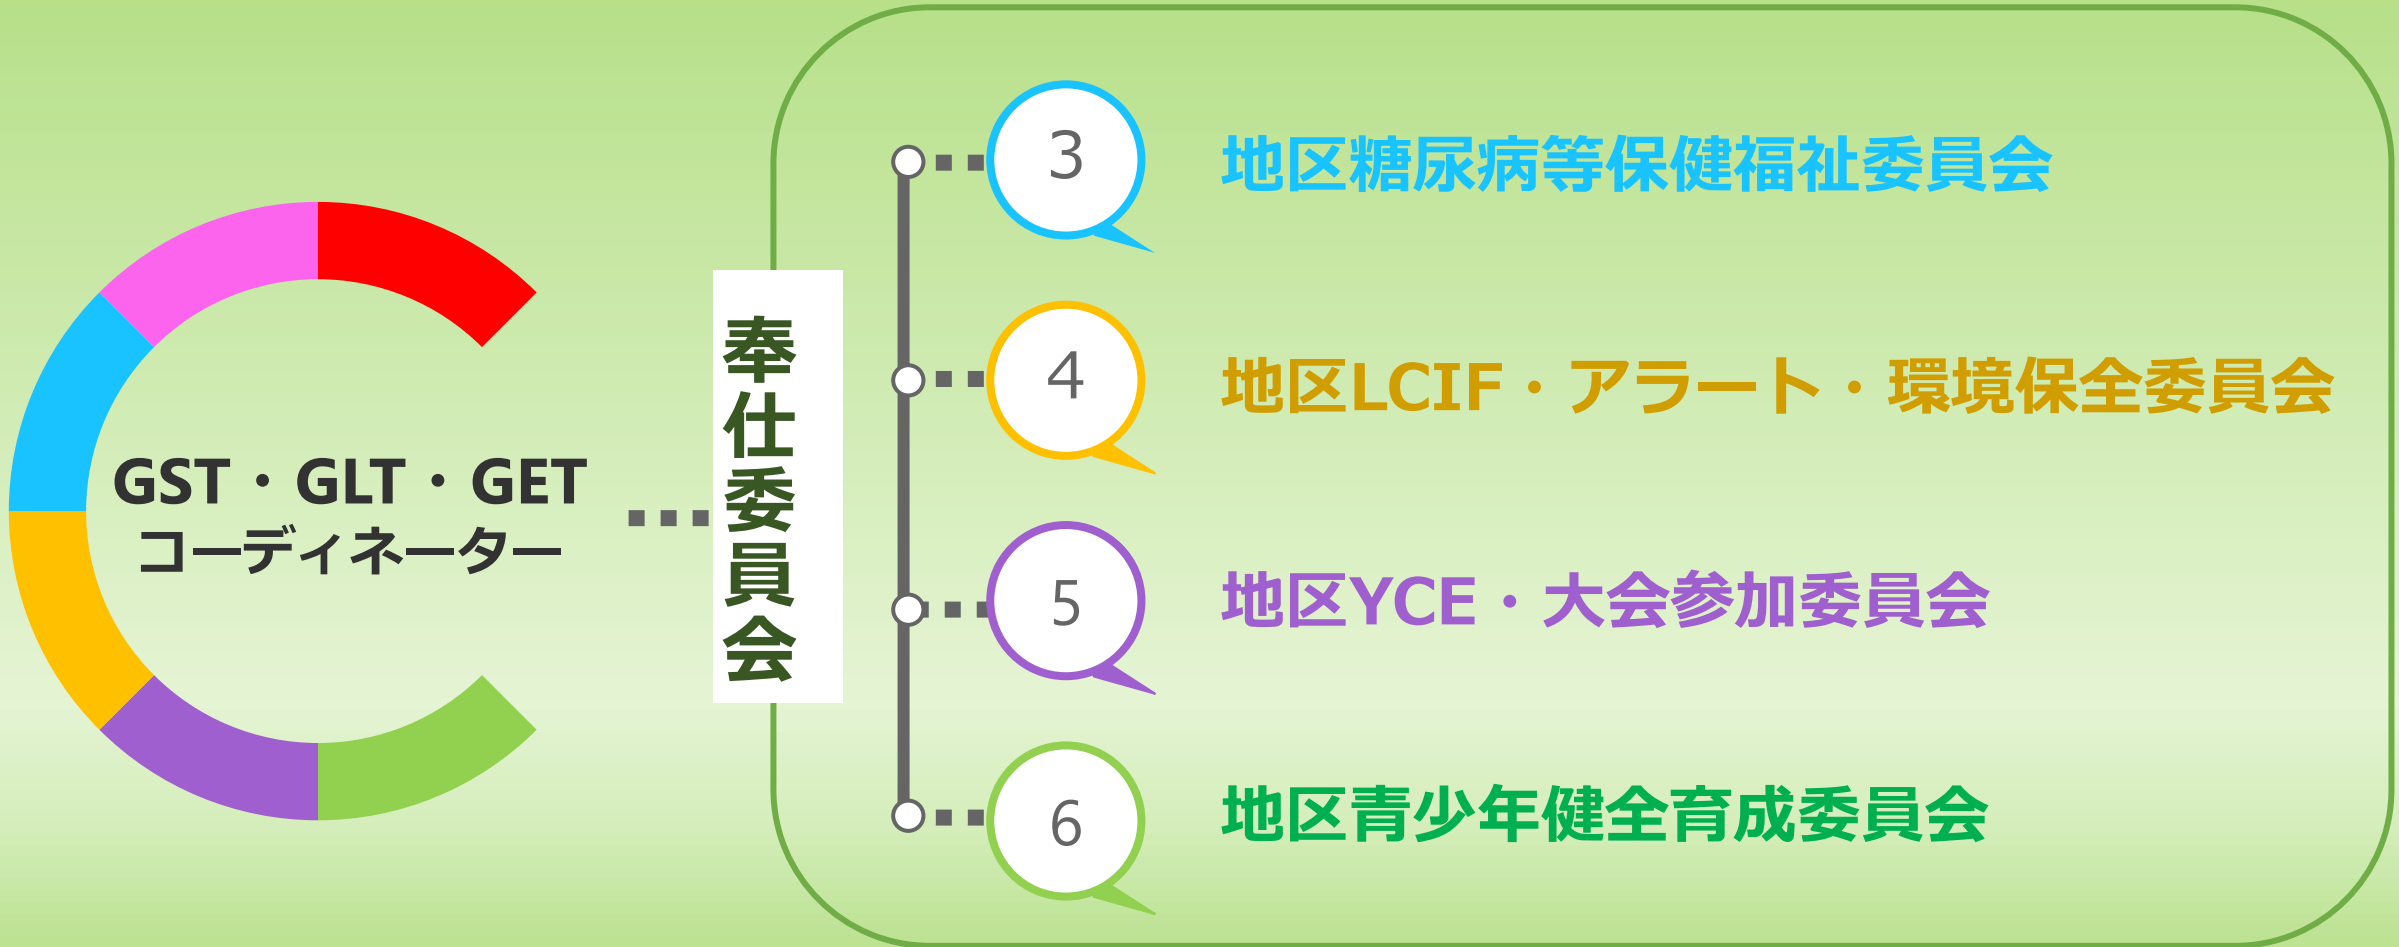 GST・GLT・GET
コーディネーター
奉仕委員会
3
地区糖尿病等保健福祉委員会
4
地区LCIF・アラート・環境保全委員会
5
地区YCE・大会参加委員会
6
地区青少年健全育成委員会